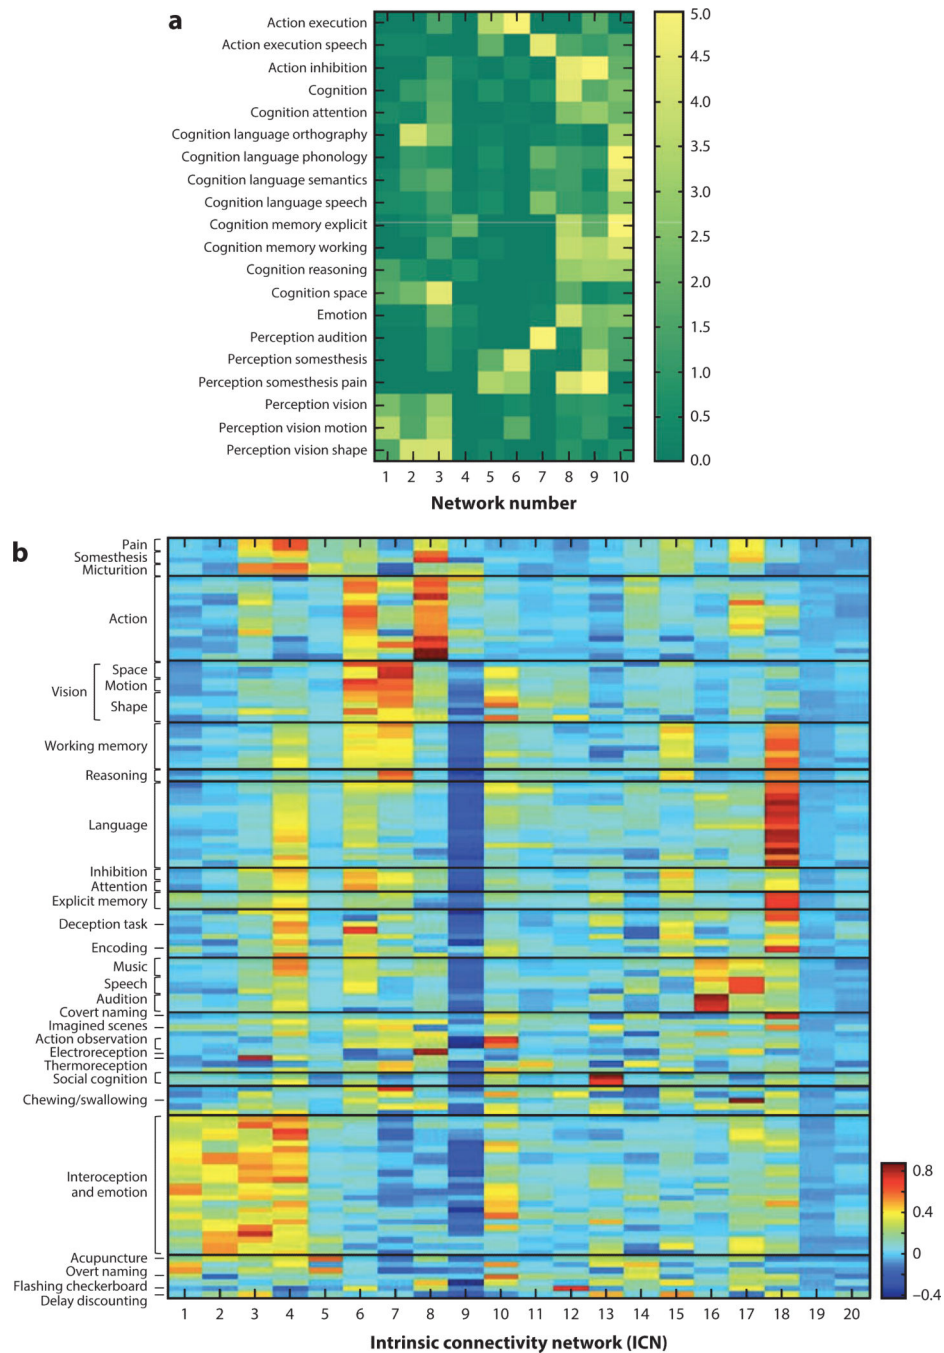 a
Action execution
Action execution speech
Action inhibition
Cognition
Cognition attention
Cognition language orthography
Cognition language phonology
Cognition language semantics
Cognition language speech
Cognition memory explicit
Cognition memory working
Cognition reasoning
Cognition space
Emotion
Perception audition
Perception somesthesis
Perception somesthesis pain
Perception vision
Perception vision motion
Perception vision shape
1 2 3 4 5 6 7 8 9 10
Network number
5.0
4.5
4.0
3.5
3.0
2.5
2.0
1.5
1.0
0.5
0.0
b
Pain
Somesthesis
Micturition
Action
Vision
Space
Motion
Shape
Working memory
Reasoning
Language
Inhibition
Attention
Explicit memory
Deception task
Encoding
Music
Speech
Audition
Covert naming
Imagined scenes
Action observation
Electroreception
Thermoreception
Social cognition
Chewing/swallowing
Interoception
and emotion
Acupuncture
Overt naming
Flashing checkerboard
Delay discounting
1 2 3 4 5 6 7 8 9 10 11 12 13 14 15 16 17 18 19 20
Intrinsic connectivity network (ICN)
0.8
0.4
0
–0.4